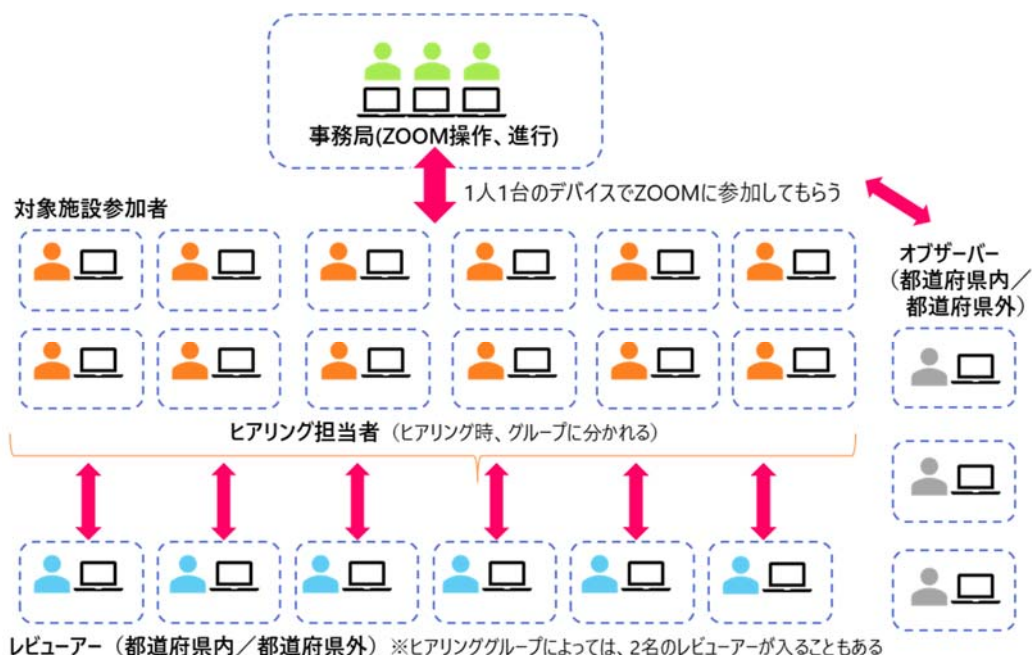 事務局(ZOOM操作、進行)
1人1台のデバイスでZOOMに参加してもらう
対象施設参加者
オブザーバー
（都道府県内／
都道府県外）
ヒアリング担当者（ヒアリング時、グループに分かれる）
レビューアー（都道府県内／都道府県外）※ヒアリンググループによっては、2名のレビューアーが入ることもある